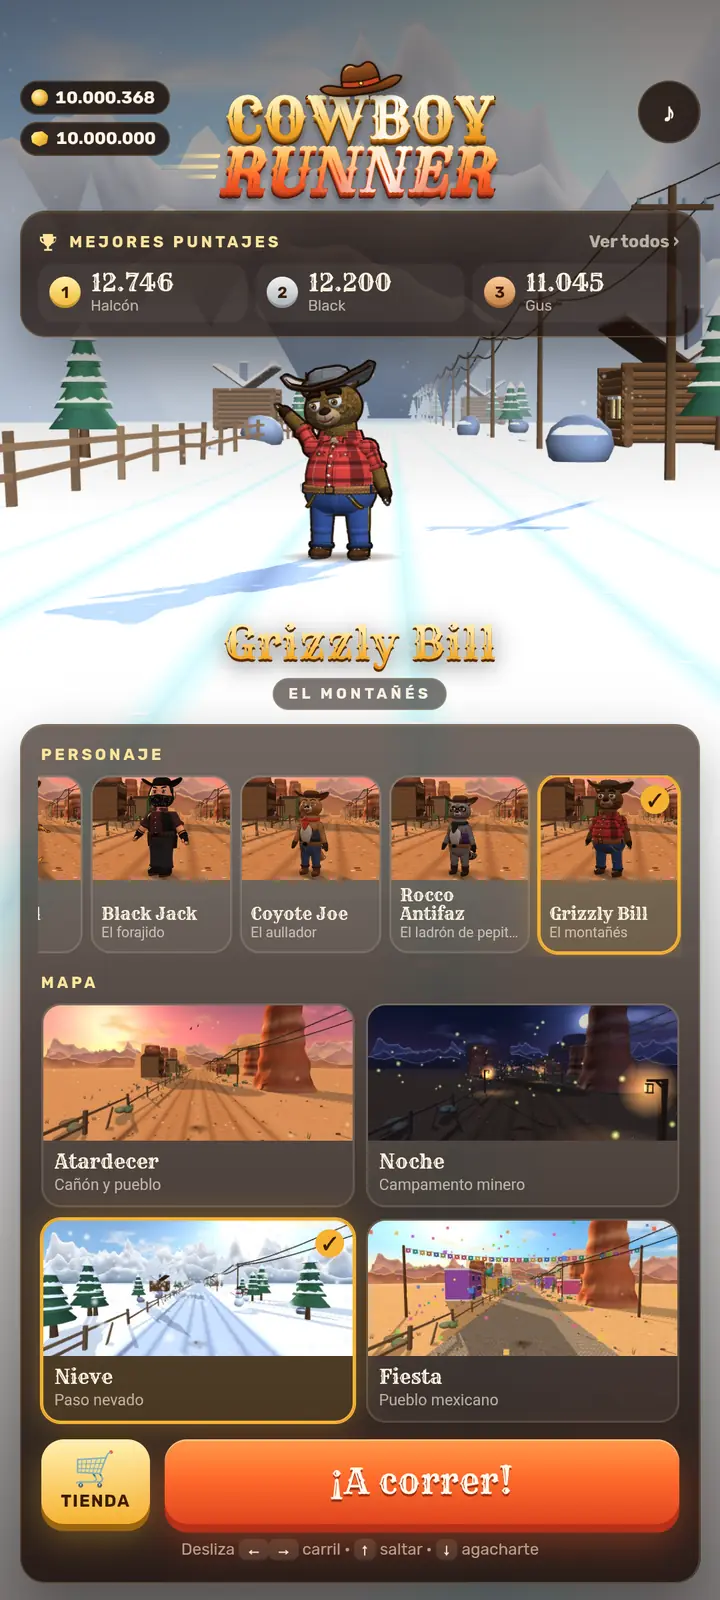 10.000.368
10.000.000
COWBOY
RUNNER
♪
MEJORES PUNTAJES
Ver todos ›
1 12.746
Halcón
2 12.200
Black
3 11.045
Gus
Grizzly Bill
EL MONTAÑÉS
PERSONAJE
Black Jack
El forajido
Coyote Joe
El aullador
Rocco
Antifaz
El ladrón de pepit...
Grizzly Bill
El montañés
MAPA
Atardecer
Cañón y pueblo
Noche
Campamento minero
Nieve
Paso nevado
Fiesta
Pueblo mexicano
TIENDA
¡A correr!
Desliza ← → carril • ↑ saltar • ↓ agacharte